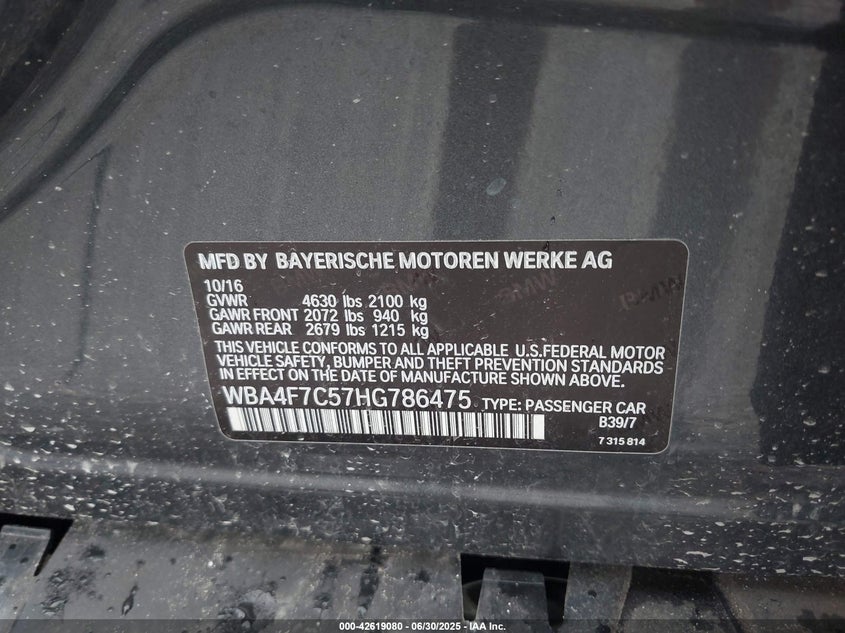 MFD BY BAYERISCHE MOTOREN WERKE AG
10/16
GVWR 4630 lbs 2100 kg
GAWR FRONT 2072 lbs 940 kg
GAWR REAR 2679 lbs 1215 kg
THIS VEHICLE CONFORMS TO ALL APPLICABLE U.S.FEDERAL MOTOR
VEHICLE SAFETY, BUMPER AND THEFT PREVENTION STANDARDS
IN EFFECT ON THE DATE OF MANUFACTURE SHOWN ABOVE.
WBA4F7C57HG786475 TYPE: PASSENGER CAR
B39/7
7 315 814
000-42619080 - 06/30/2025 - IAA Inc.